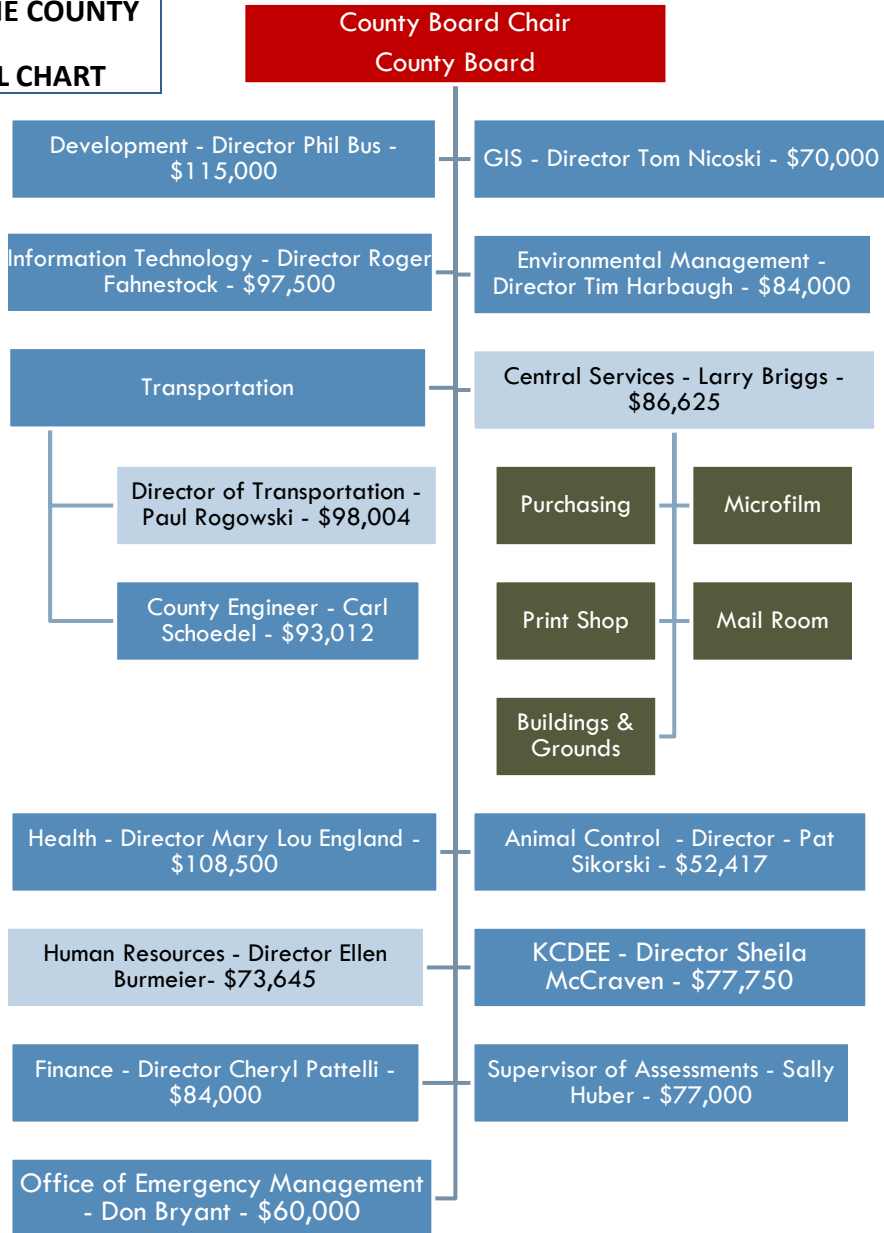 COUNTY
L CHART
County Board Chair
County Board
Development - Director Phil Bus -
$115,000
GIS - Director Tom Nicoski - $70,000
Information Technology - Director Roger
Fahnestock - $97,500
Environmental Management -
Director Tim Harbaugh - $84,000
Transportation
Central Services - Larry Briggs -
$86,625
Director of Transportation -
Paul Rogowski - $98,004
County Engineer - Carl
Schoedel - $93,012
Purchasing
Microfilm
Print Shop
Mail Room
Buildings &
Grounds
Health - Director Mary Lou England -
$108,500
Animal Control - Director - Pat
Sikorski - $52,417
Human Resources - Director Ellen
Burmeier- $73,645
KCDEE - Director Sheila
McCraven - $77,750
Finance - Director Cheryl Pattelli -
$84,000
Supervisor of Assessments - Sally
Huber - $77,000
Office of Emergency Management
- Don Bryant - $60,000